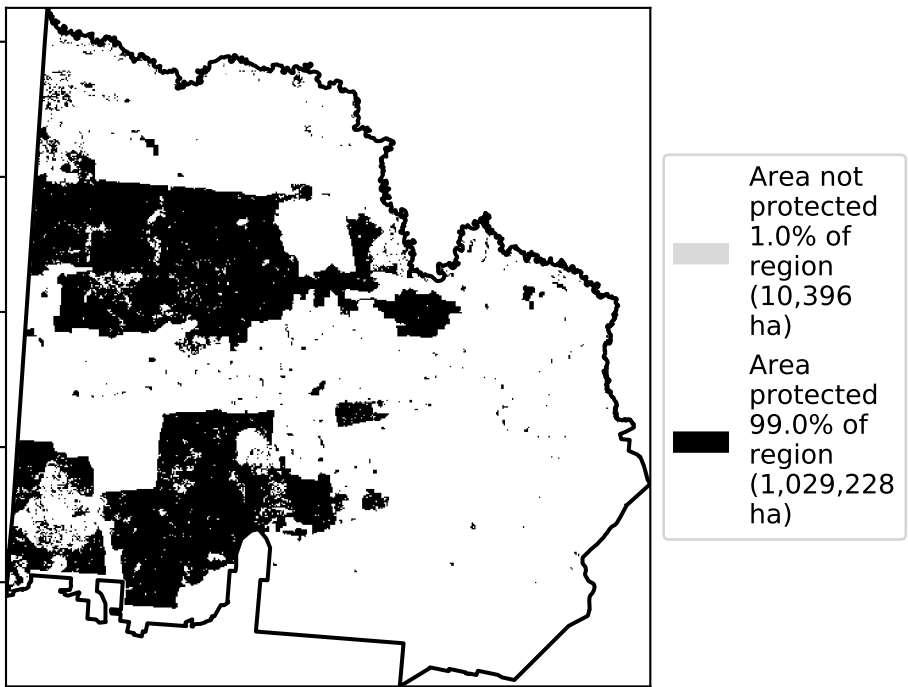 Area not
protected
1.0% of
region
(10,396
ha)
Area
protected
99.0% of
region
(1,029,228
ha)